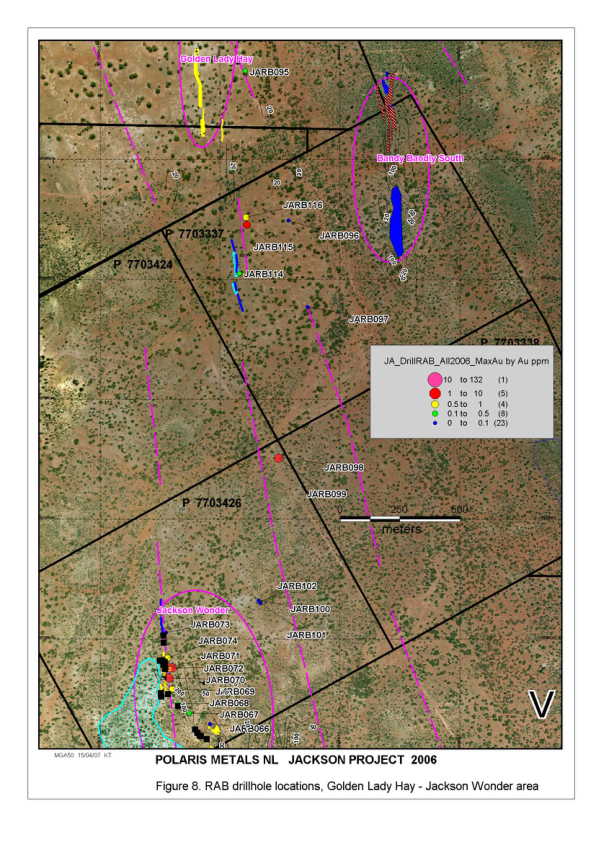 Golden Lady Hay
JARB095
Bandy Bandly South
JARB116
P 7703337
JARB096
JARB115
P 7703424
JARB114
JARB097
P 7703338
JA_DrillRAB_All2006_MaxAu by Au ppm
10 to 132 (1)
1 to 10 (5)
0.5 to 1 (4)
0.1 to 0.5 (8)
0 to 0.1 (23)
JARB098
JARB099
P 7703426
0 250 500
meters
JARB102
Jackson Wonder
JARB100
JARB073
JARB101
JARB074
JARB071
JARB072
JARB070
JARB069
JARB068
JARB067
JARB066
V
MGA50 15/04/07 KT
POLARIS METALS NL JACKSON PROJECT 2006
Figure 8. RAB drillhole locations, Golden Lady Hay - Jackson Wonder area